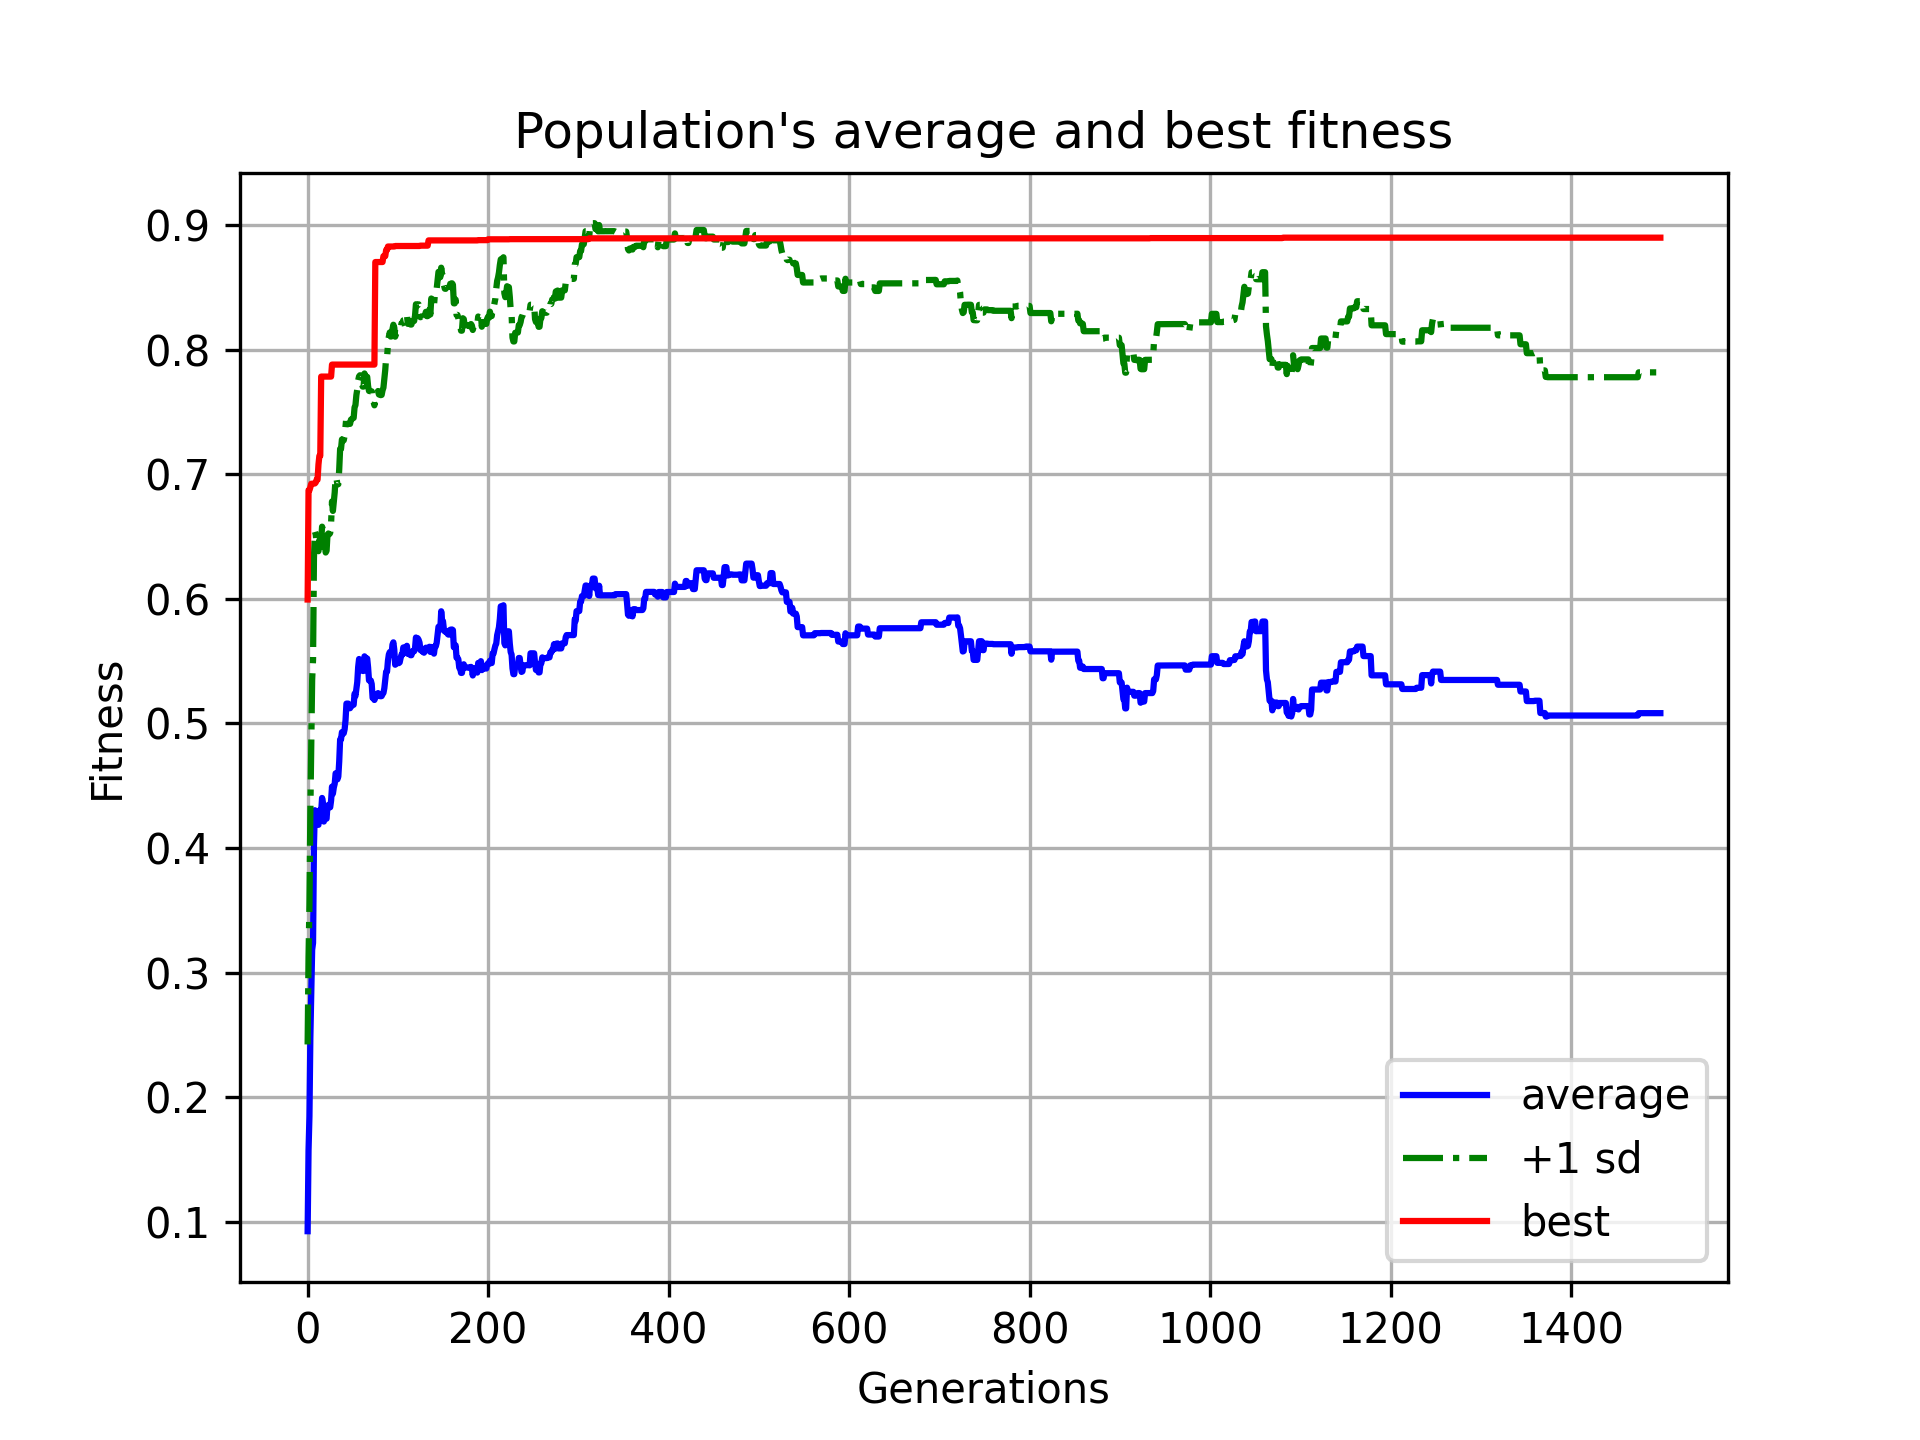 Population's average and best fitness
0.9
0.8
0.7
0.6
0.5
0.4
0.3
0.2
0.1
Fitness
average
+1 sd
best
0 200 400 600 800 1000 1200 1400
Generations